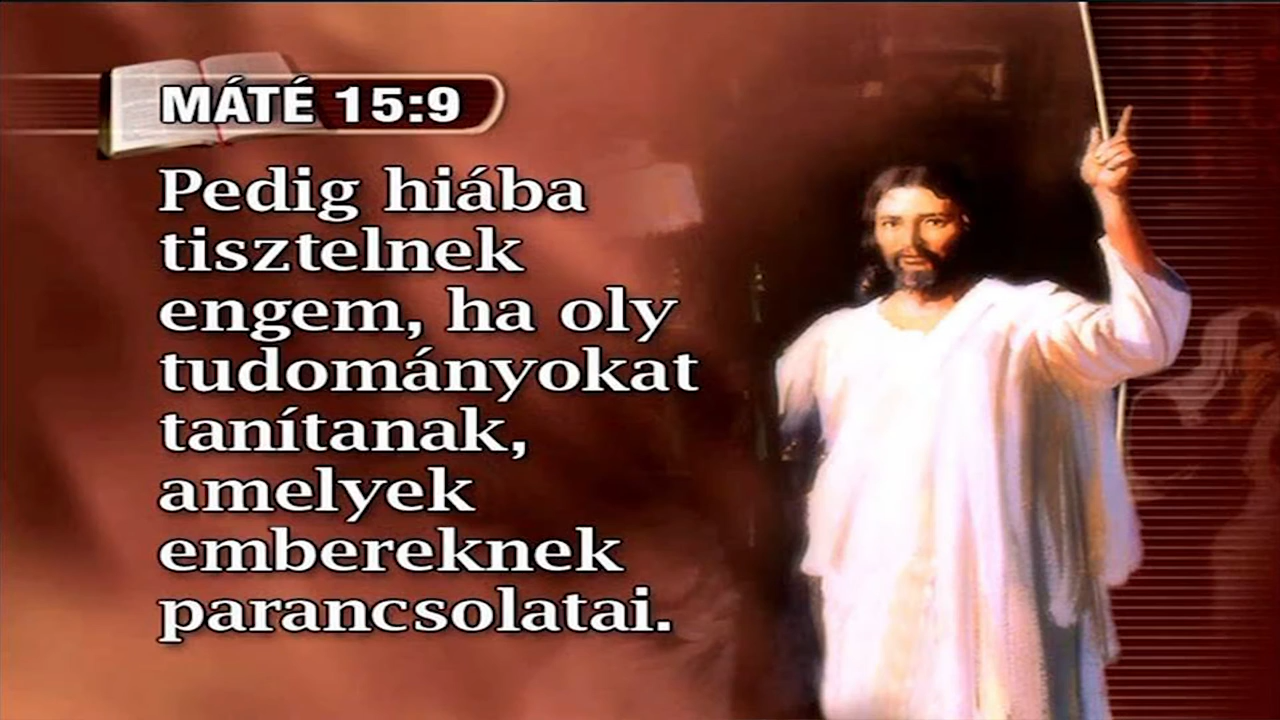 MÁTÉ 15:9
Pedig hiába
tisztelnek
engem, ha oly
tudományokat
tanítanak,
amelyek
embereknek
parancsolatai.